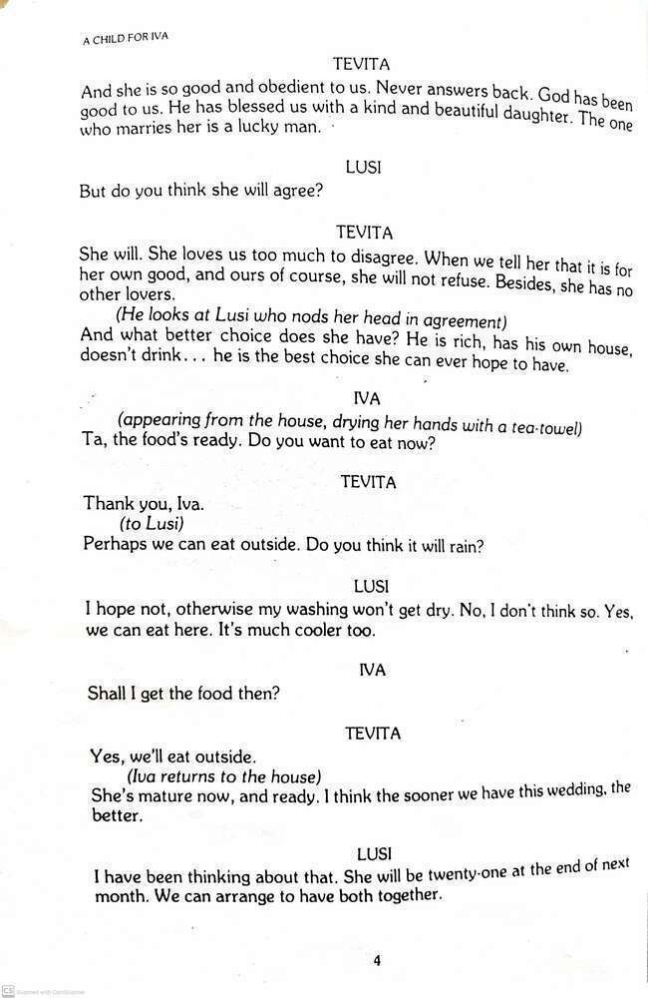 A CHILD FOR IVA
TEVITA
And she is so good and obedient to us. Never answers back. God has been
good to us. He has blessed us with a kind and beautiful daughter. The one
who marries her is a lucky man.
LUSI
But do you think she will agree?
TEVITA
She will. She loves us too much to disagree. When we tell her that it is for
her own good, and ours of course, she will not refuse. Besides, she has no
other lovers.
(He looks at Lusi who nods her head in agreement)
And what better choice does she have? He is rich, has his own house,
doesn't drink... he is the best choice she can ever hope to have.
IVA
(appearing from the house, drying her hands with a tea-towel)
Ta, the food's ready. Do you want to eat now?
TEVITA
Thank you, Iva.
(to Lusi)
Perhaps we can eat outside. Do you think it will rain?
LUSI
I hope not, otherwise my washing won't get dry. No, I don't think so. Yes,
we can eat here. It's much cooler too.
IVA
Shall I get the food then?
TEVITA
Yes, we'll eat outside.
(Iva returns to the house)
She's mature now, and ready. I think the sooner we have this wedding, the
better.
LUSI
I have been thinking about that. She will be twenty-one at the end of next
month. We can arrange to have both together.
4
CS Scanned with CamScanner